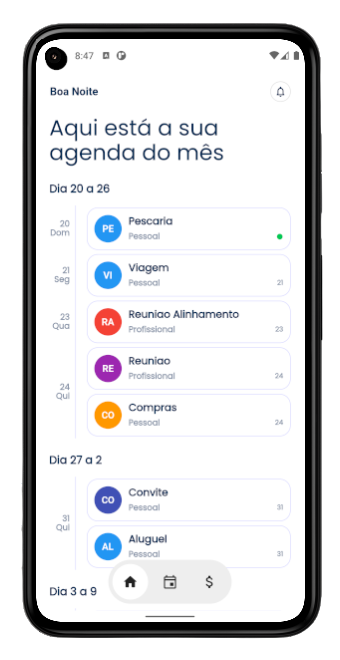 8:47
Boa Noite
Aqui está a sua
agenda do mês
Dia 20 a 26
20
Dom
PE
Pescaria
Pessoal
21
Seg
VI
Viagem
Pessoal
21
23
Qua
RA
Reuniao Alinhamento
Profissional
23
24
Qui
RE
Reuniao
Profissional
24
CO
Compras
Pessoal
24
Dia 27 a 2
31
Qui
CO
Convite
Pessoal
31
AL
Aluguel
Pessoal
31
Dia 3 a 9
$